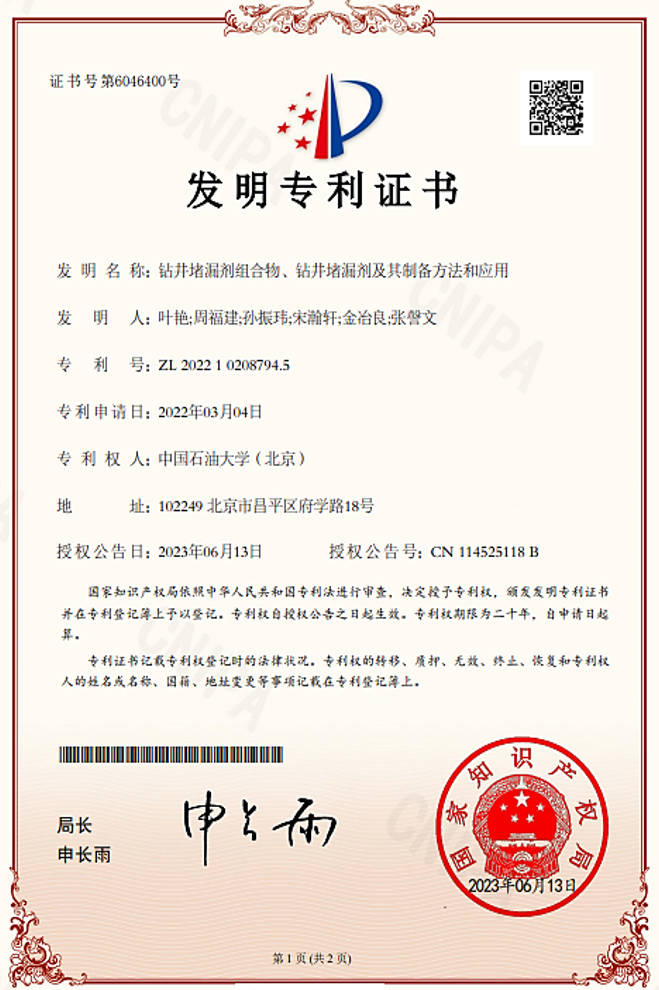 证书号第6046400号
发明专利证书
发明名称：钻井堵漏剂组合物、钻井堵漏剂及其制备方法和应用
发明人：叶艳;周福建;孙振玮;宋瀚轩;金冶良;张謦文
专利号：ZL 2022 1 0208794.5
专利申请日：2022年03月04日
专利权人：中国石油大学（北京）
地址：102249 北京市昌平区府学路18号
授权公告日：2023年06月13日 授权公告号：CN 114525118 B
国家知识产权局依照中华人民共和国专利法进行审查，决定授予专利权，颁发发明专利证书
并在专利登记簿上予以登记。专利权自授权公告之日起生效。专利权期限为二十年，自申请日起
算。
专利证书记载专利权登记时的法律状况。专利权的转移、质押、无效、终止、恢复和专利权
人的姓名或名称、国籍、地址变更等事项记载在专利登记簿上。
局长
申长雨
申长雨
国家知识产权局
2023年06月13日
第 1 页 (共 2 页)
CNIPA
CNIPA
CNIPA